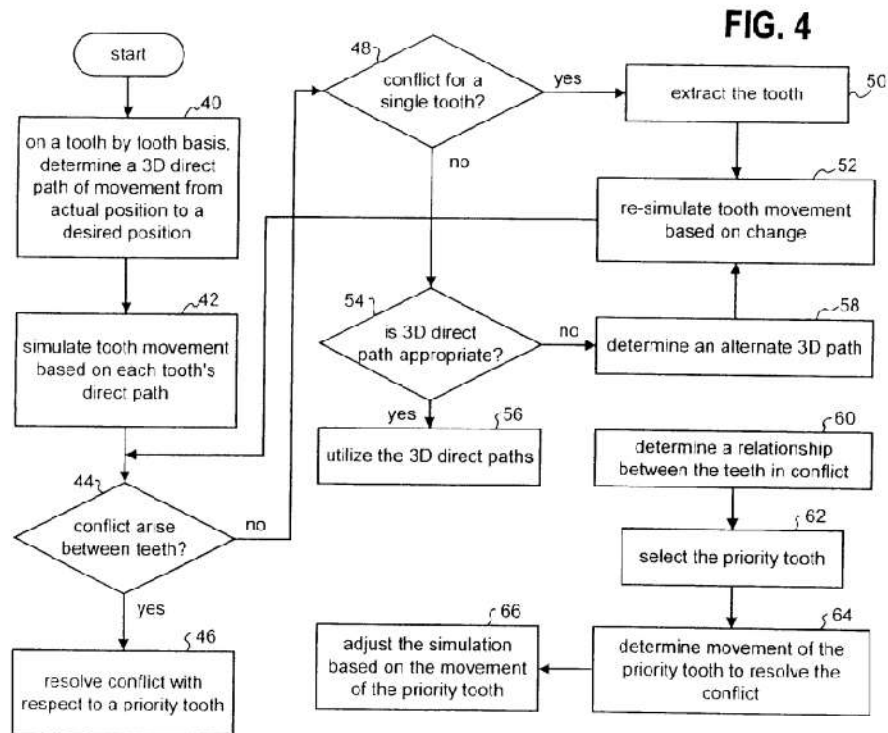 FIG. 4
start
40
on a tooth by tooth basis,
determine a 3D direct
path of movement from
actual position to a
desired position
42
simulate tooth movement
based on each tooth's
direct path
44
conflict arise
between teeth?
no
yes
46
resolve conflict with
respect to a priority tooth
48
conflict for a
single tooth?
yes
no
50
extract the tooth
52
re-simulate tooth movement
based on change
54
is 3D direct
path appropriate?
no
yes
56
utilize the 3D direct paths
58
determine an alternate 3D path
60
determine a relationship
between the teeth in conflict
62
select the priority tooth
64
determine movement of the
priority tooth to resolve the
conflict
66
adjust the simulation
based on the movement
of the priority tooth